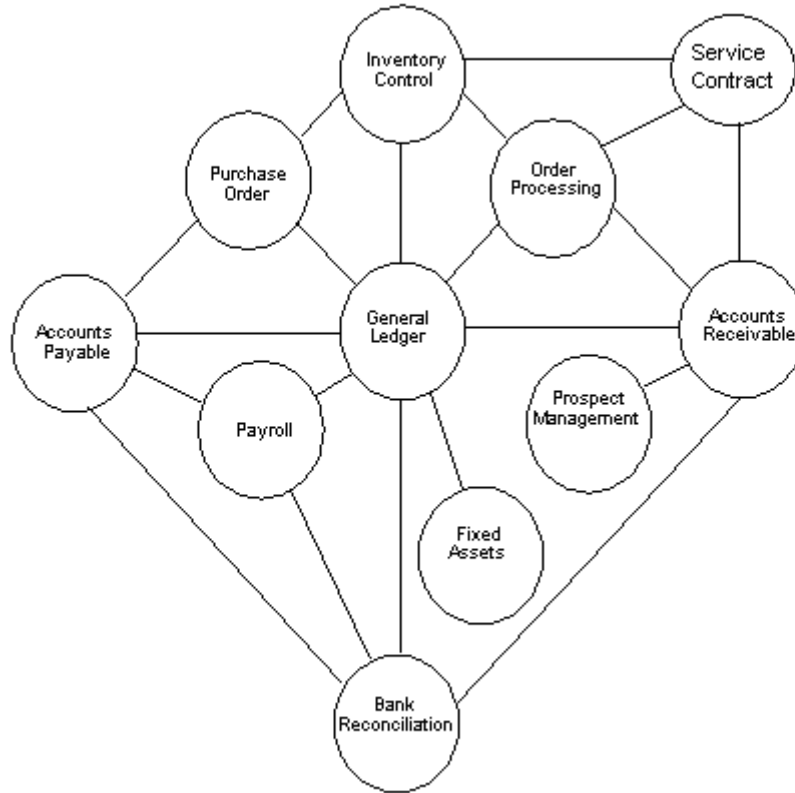 Inventory
Control
Service
Contract
Purchase
Order
Order
Processing
Accounts
Payable
General
Ledger
Accounts
Receivable
Payroll
Prospect
Management
Fixed
Assets
Bank
Reconciliation